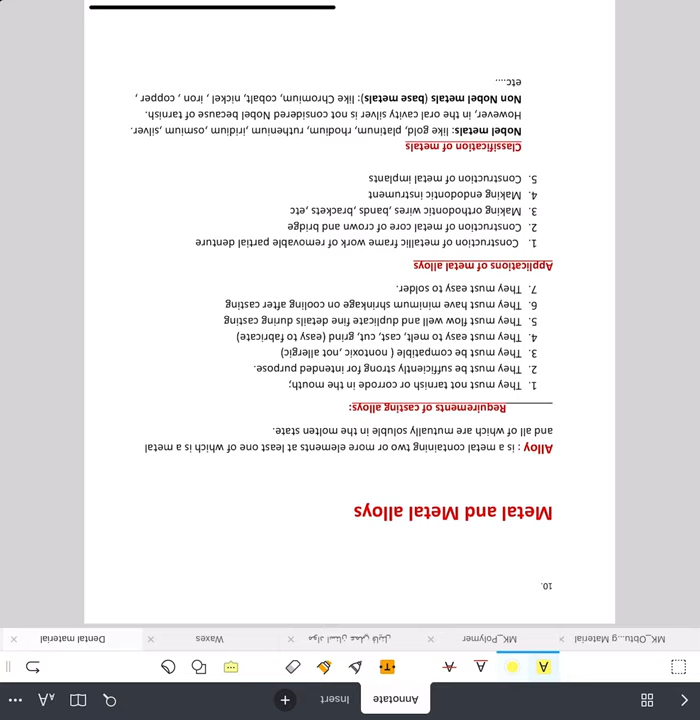 Annotate
Insert
MK_Obtu...g Material
MK_Polymer
مواد اسنان عملي فايل
Waxes
Dental material
10.
Metal and Metal alloys
Alloy : is a metal containing two or more elements at least one of which is a metal
and all of which are mutually soluble in the molten state.
Requirements of casting alloys:
1. They must not tarnish or corrode in the mouth;
2. They must be sufficiently strong for intended purpose.
3. They must be compatible ( nontoxic ,not allergic)
4. They must easy to melt, cast, cut, grind (easy to fabricate)
5. They must flow well and duplicate fine details during casting
6. They must have minimum shrinkage on cooling after casting
7. They must easy to solder.
Applications of metal alloys
1. Construction of metallic frame work of removable partial denture
2. Construction of metal core of crown and bridge
3. Making orthodontic wires ,bands ,brackets ,etc
4. Making endodontic instrument
5. Construction of metal implants
Classification of metals
Nobel metals: like gold, platinum, rhodium, ruthenium ,iridium ,osmium ,silver.
However, in the oral cavity silver is not considered Nobel because of tarnish.
Non Nobel metals (base metals): like Chromium, cobalt, nickel , iron , copper ,
etc....